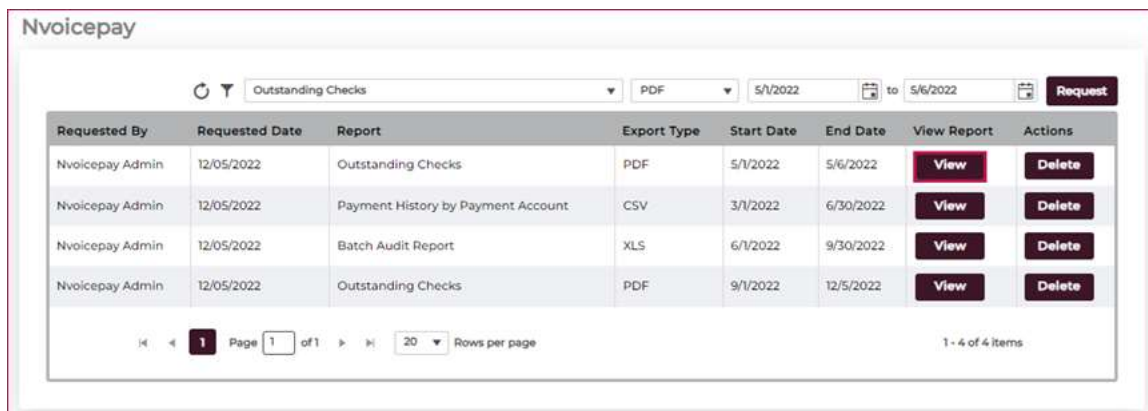 Nvoicepay
Outstanding Checks PDF 5/1/2022 to 5/6/2022 Request
Requested By Requested Date Report Export Type Start Date End Date View Report Actions
Nvoicepay Admin 12/05/2022 Outstanding Checks PDF 5/1/2022 5/6/2022 View Delete
Nvoicepay Admin 12/05/2022 Payment History by Payment Account CSV 3/1/2022 6/30/2022 View Delete
Nvoicepay Admin 12/05/2022 Batch Audit Report XLS 6/1/2022 9/30/2022 View Delete
Nvoicepay Admin 12/05/2022 Outstanding Checks PDF 9/1/2022 12/5/2022 View Delete
1 Page 1 of 1 20 Rows per page 1 - 4 of 4 items